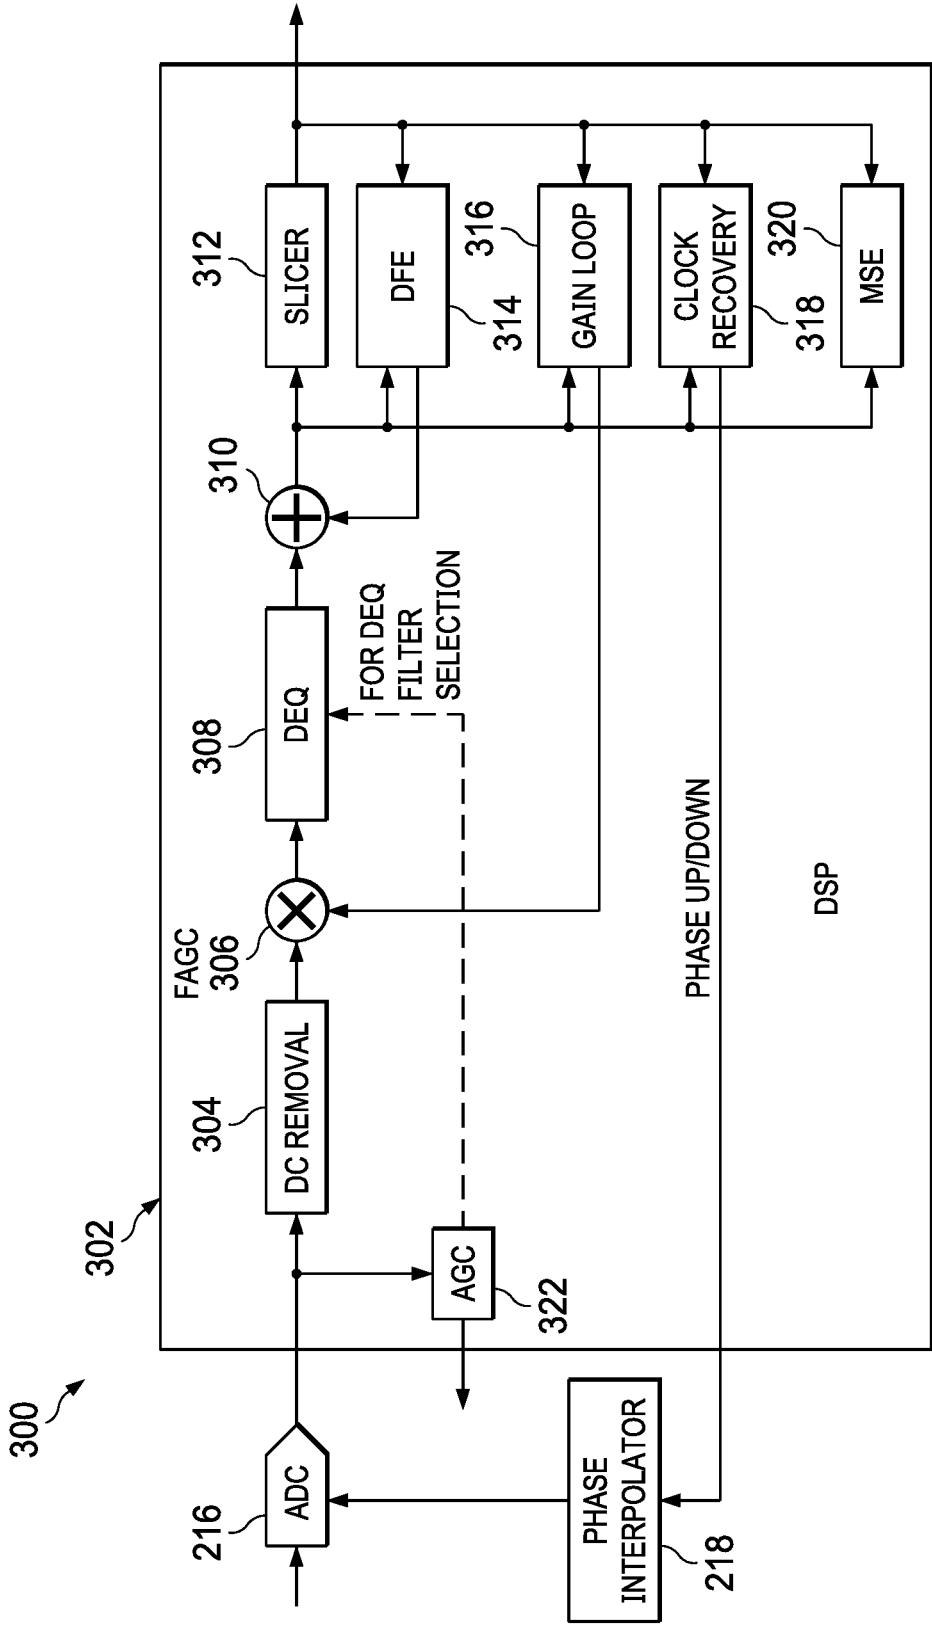 300
302
216
ADC
PHASE
INTERPOLATOR
218
304
DC REMOVAL
AGC
322
FAGC
306
308
DEQ
FOR DEQ
FILTER
SELECTION
310
312
SLICER
DFE
314
316
GAIN LOOP
CLOCK
RECOVERY
318
320
MSE
PHASE UP/DOWN
DSP